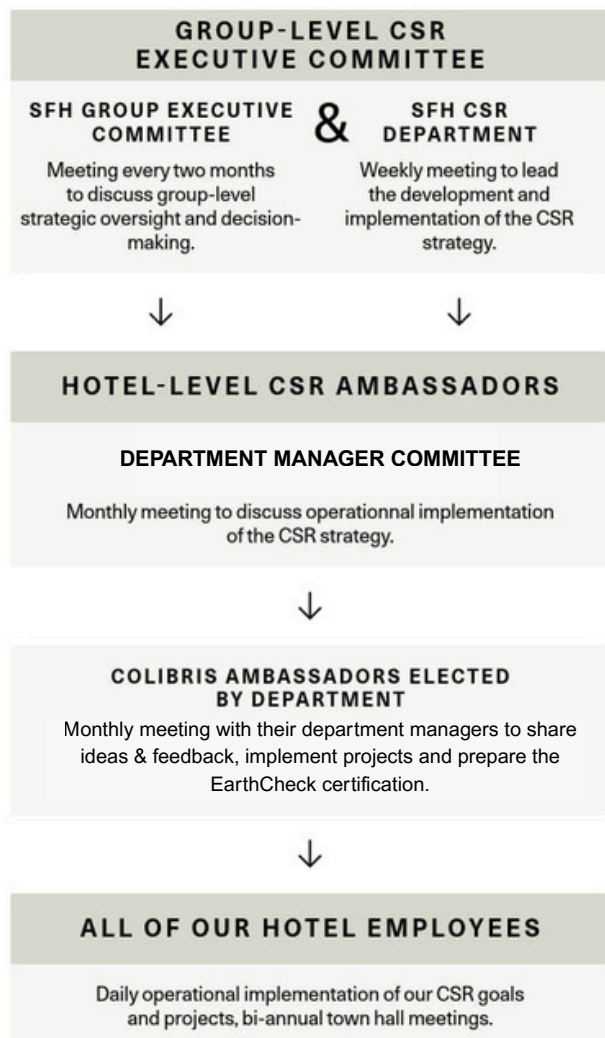 GROUP-LEVEL CSR
EXECUTIVE COMMITTEE
SFH GROUP EXECUTIVE
COMMITTEE
Meeting every two months
to discuss group-level
strategic oversight and decision-
making.
&
SFH CSR
DEPARTMENT
Weekly meeting to lead
the development and
implementation of the CSR
strategy.
HOTEL-LEVEL CSR AMBASSADORS
DEPARTMENT MANAGER COMMITTEE
Monthly meeting to discuss operationnal implementation
of the CSR strategy.
COLIBRIS AMBASSADORS ELECTED
BY DEPARTMENT
Monthly meeting with their department managers to share
ideas & feedback, implement projects and prepare the
EarthCheck certification.
ALL OF OUR HOTEL EMPLOYEES
Daily operational implementation of our CSR goals
and projects, bi-annual town hall meetings.